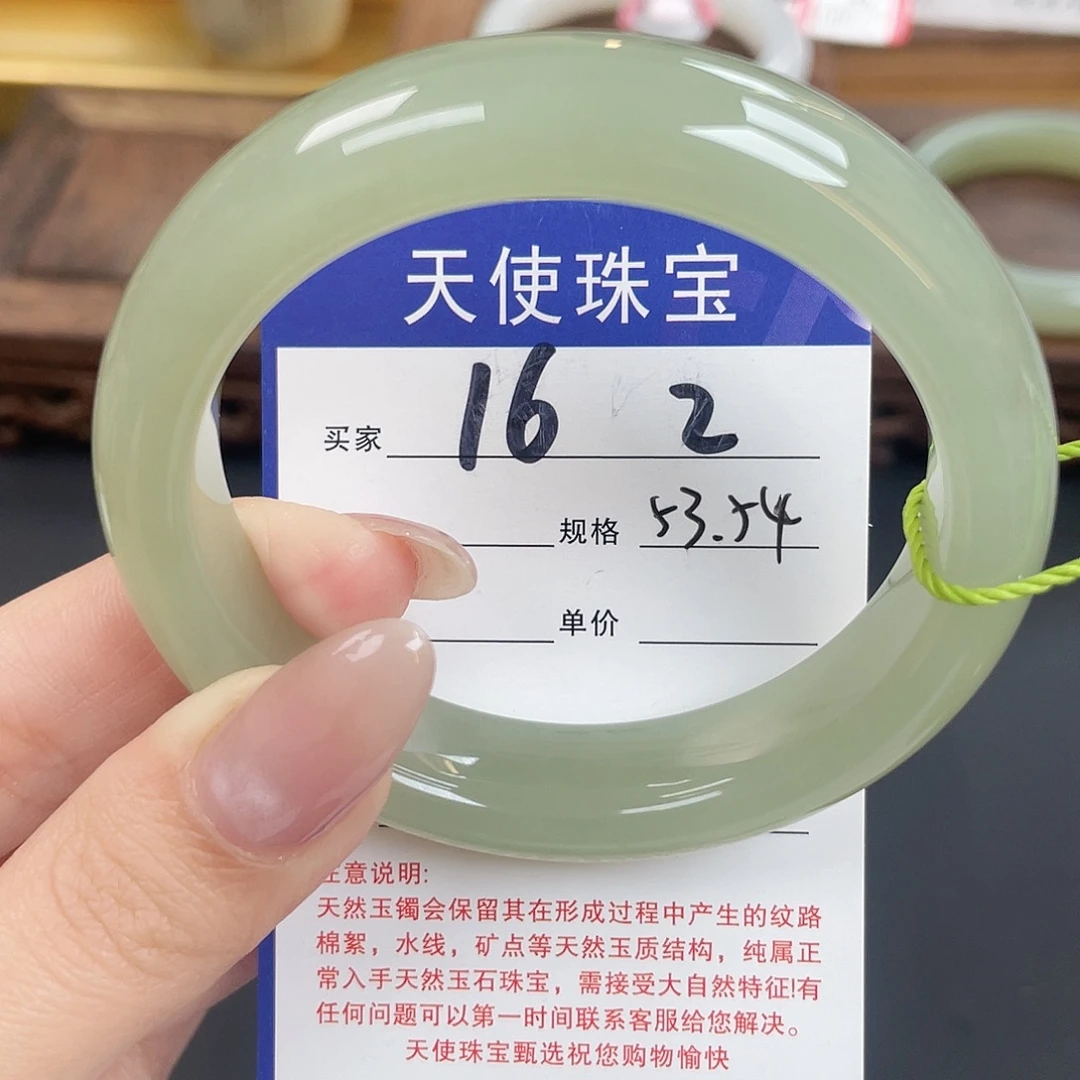 天使珠宝
买家 16 2
规格 53.54
单价
意说明:
天然玉镯会保留其在形成过程中产生的纹路
棉絮，水线，矿点等天然玉质结构，纯属正
常入手天然玉石珠宝，需接受大自然特征!有
任何问题可以第一时间联系客服给您解决。
天使珠宝甄选祝您购物愉快